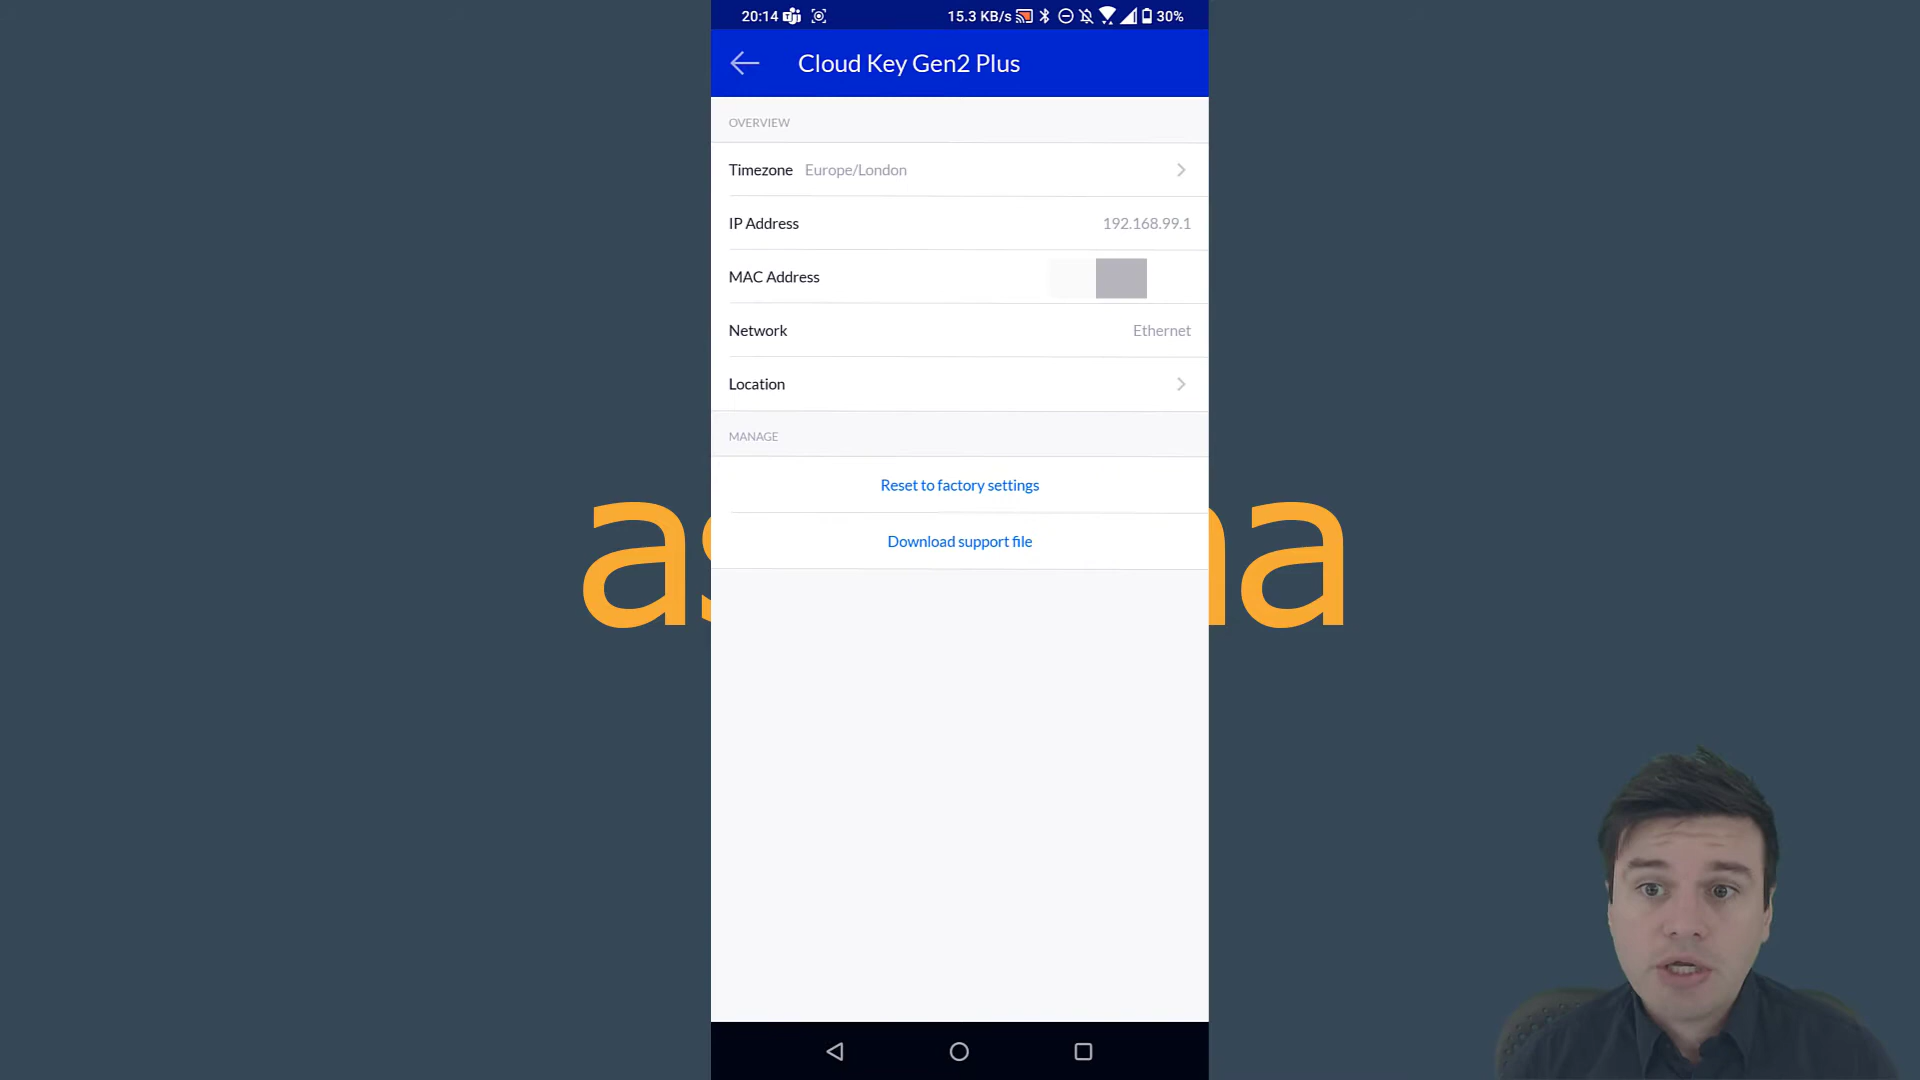 20:14 15.3 KB/s 30%
Cloud Key Gen2 Plus
OVERVIEW
Timezone Europe/London
IP Address 192.168.99.1
MAC Address
Network Ethernet
Location
MANAGE
Reset to factory settings
Download support file